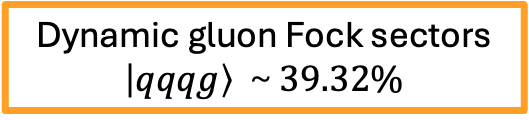 Dynamic gluon Fock sectors
|qqqg⟩ ~ 39.32%